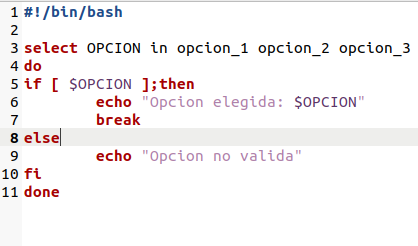 1 #!/bin/bash
2
3 select OPCION in opcion_1 opcion_2 opcion_3
4 do
5 if [ $OPCION ];then
6         echo "Opcion elegida: $OPCION"
7         break
8 else
9         echo "Opcion no valida"
10 fi
11 done